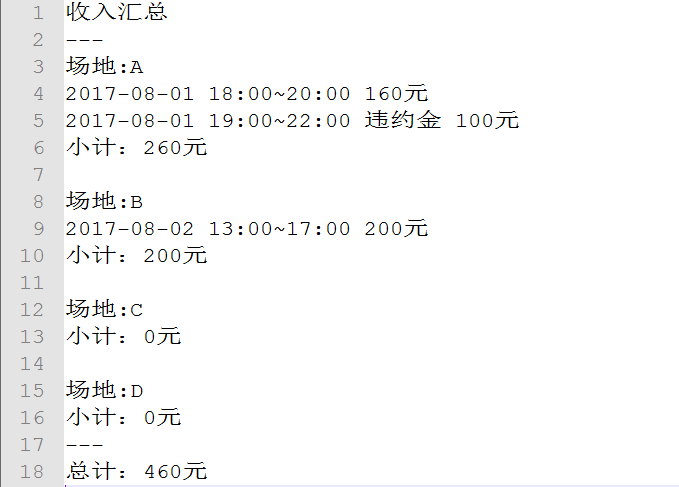 1 收入汇总
2 ---
3 场地:A
4 2017-08-01 18:00~20:00 160元
5 2017-08-01 19:00~22:00 违约金 100元
6 小计：260元
7
8 场地:B
9 2017-08-02 13:00~17:00 200元
10 小计：200元
11
12 场地:C
13 小计：0元
14
15 场地:D
16 小计：0元
17 ---
18 总计：460元